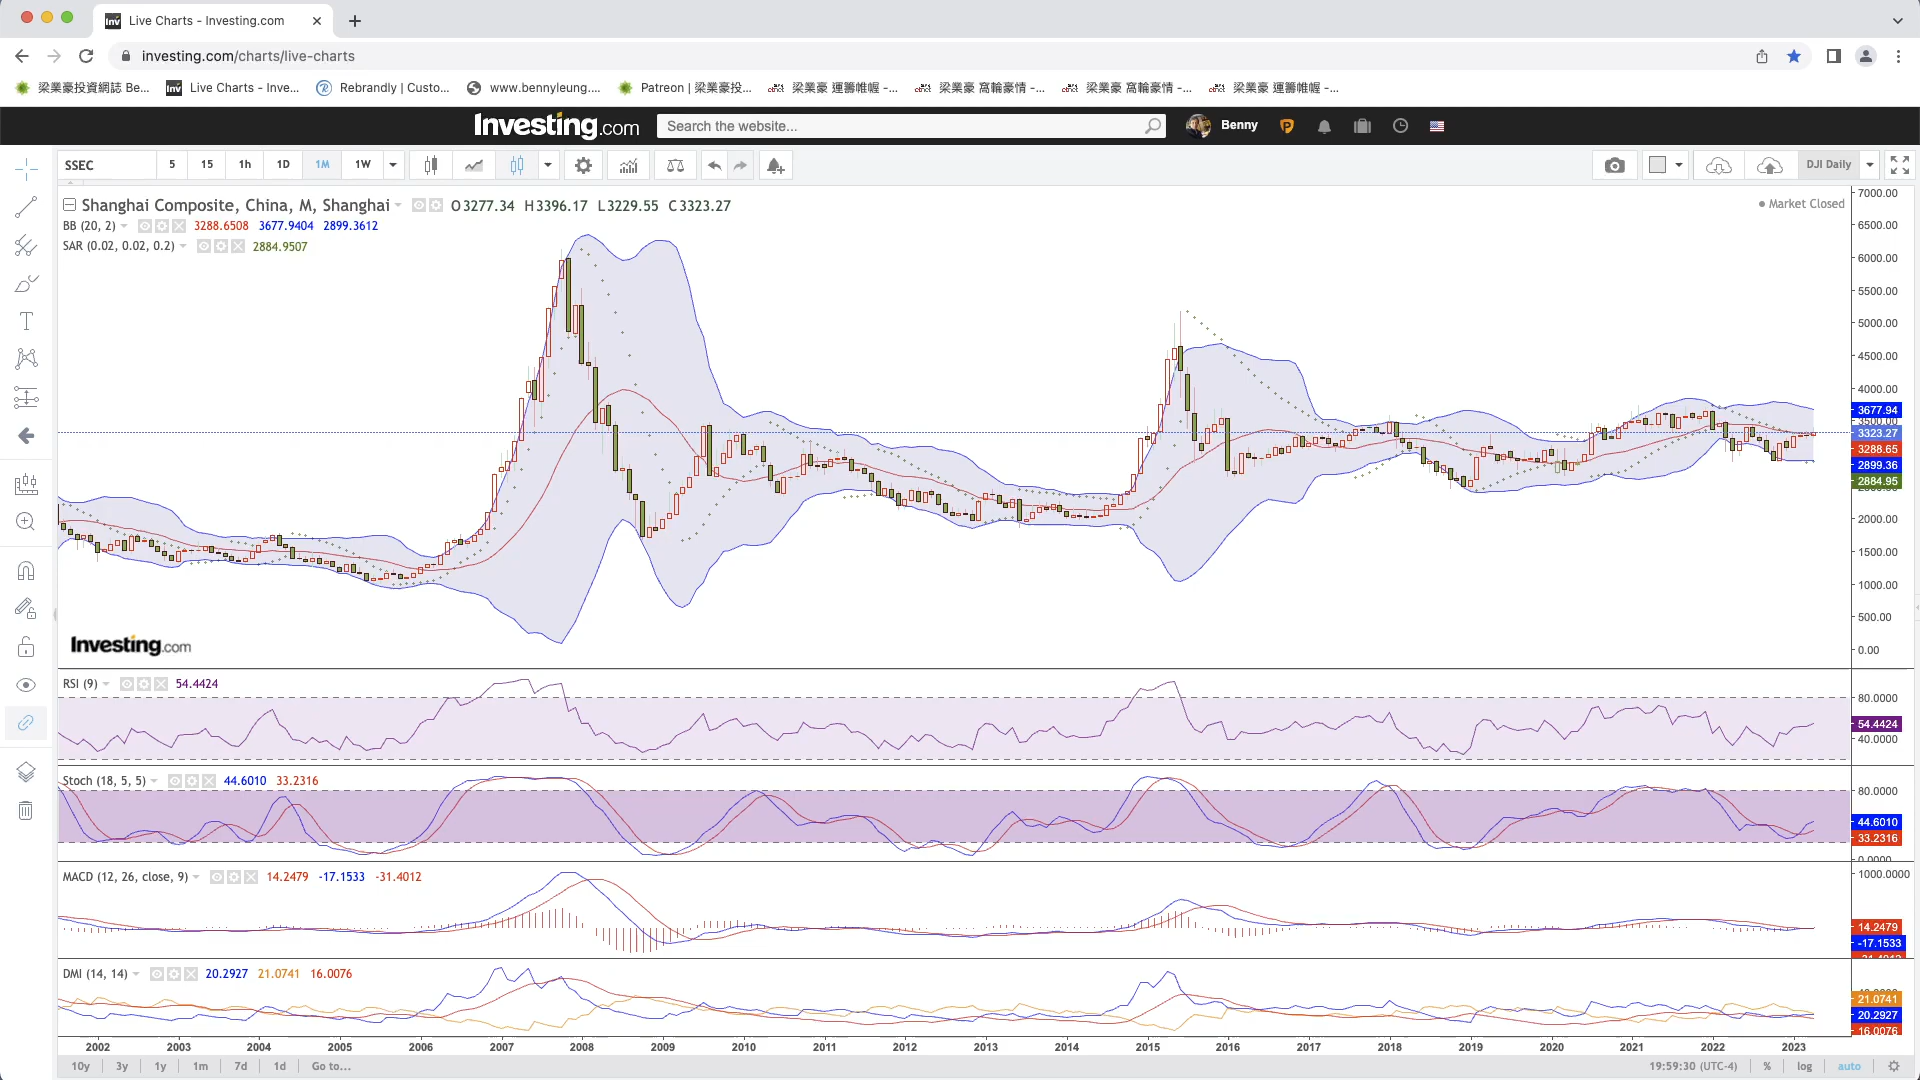 Live Charts - Investing.com
investing.com/charts/live-charts
梁業豪投資網誌 Be... Live Charts - Inve... Rebrandly | Custo... www.bennyleung.... Patreon | 梁業豪投... 梁業豪 運籌帷幄 -... 梁業豪 窩輪豪情 -... 梁業豪 窩輪豪情 -... 梁業豪 運籌帷幄 -...
Investing.com Search the website... Benny
SSEC 5 15 1h 1D 1M 1W DJI Daily
Shanghai Composite, China, M, Shanghai O3277.34 H3396.17 L3229.55 C3323.27
Market Closed
BB (20, 2) 3288.6508 3677.9404 2899.3612
SAR (0.02, 0.02, 0.2) 2884.9507
7000.00
6500.00
6000.00
5500.00
5000.00
4500.00
4000.00
3677.94
3500.00
3323.27
3288.65
2899.36
2884.95
2000.00
1500.00
1000.00
500.00
0.00
Investing.com
RSI (9) 54.4424
80.0000
54.4424
40.0000
Stoch (18, 5, 5) 44.6010 33.2316
80.0000
44.6010
33.2316
0.0000
MACD (12, 26, close, 9) 14.2479 -17.1533 -31.4012
1000.0000
14.2479
-17.1533
-31.4012
DMI (14, 14) 20.2927 21.0741 16.0076
21.0741
20.2927
16.0076
2002 2003 2004 2005 2006 2007 2008 2009 2010 2011 2012 2013 2014 2015 2016 2017 2018 2019 2020 2021 2022 2023
10y 3y 1y 1m 7d 1d Go to... 19:59:30 (UTC-4) % log auto